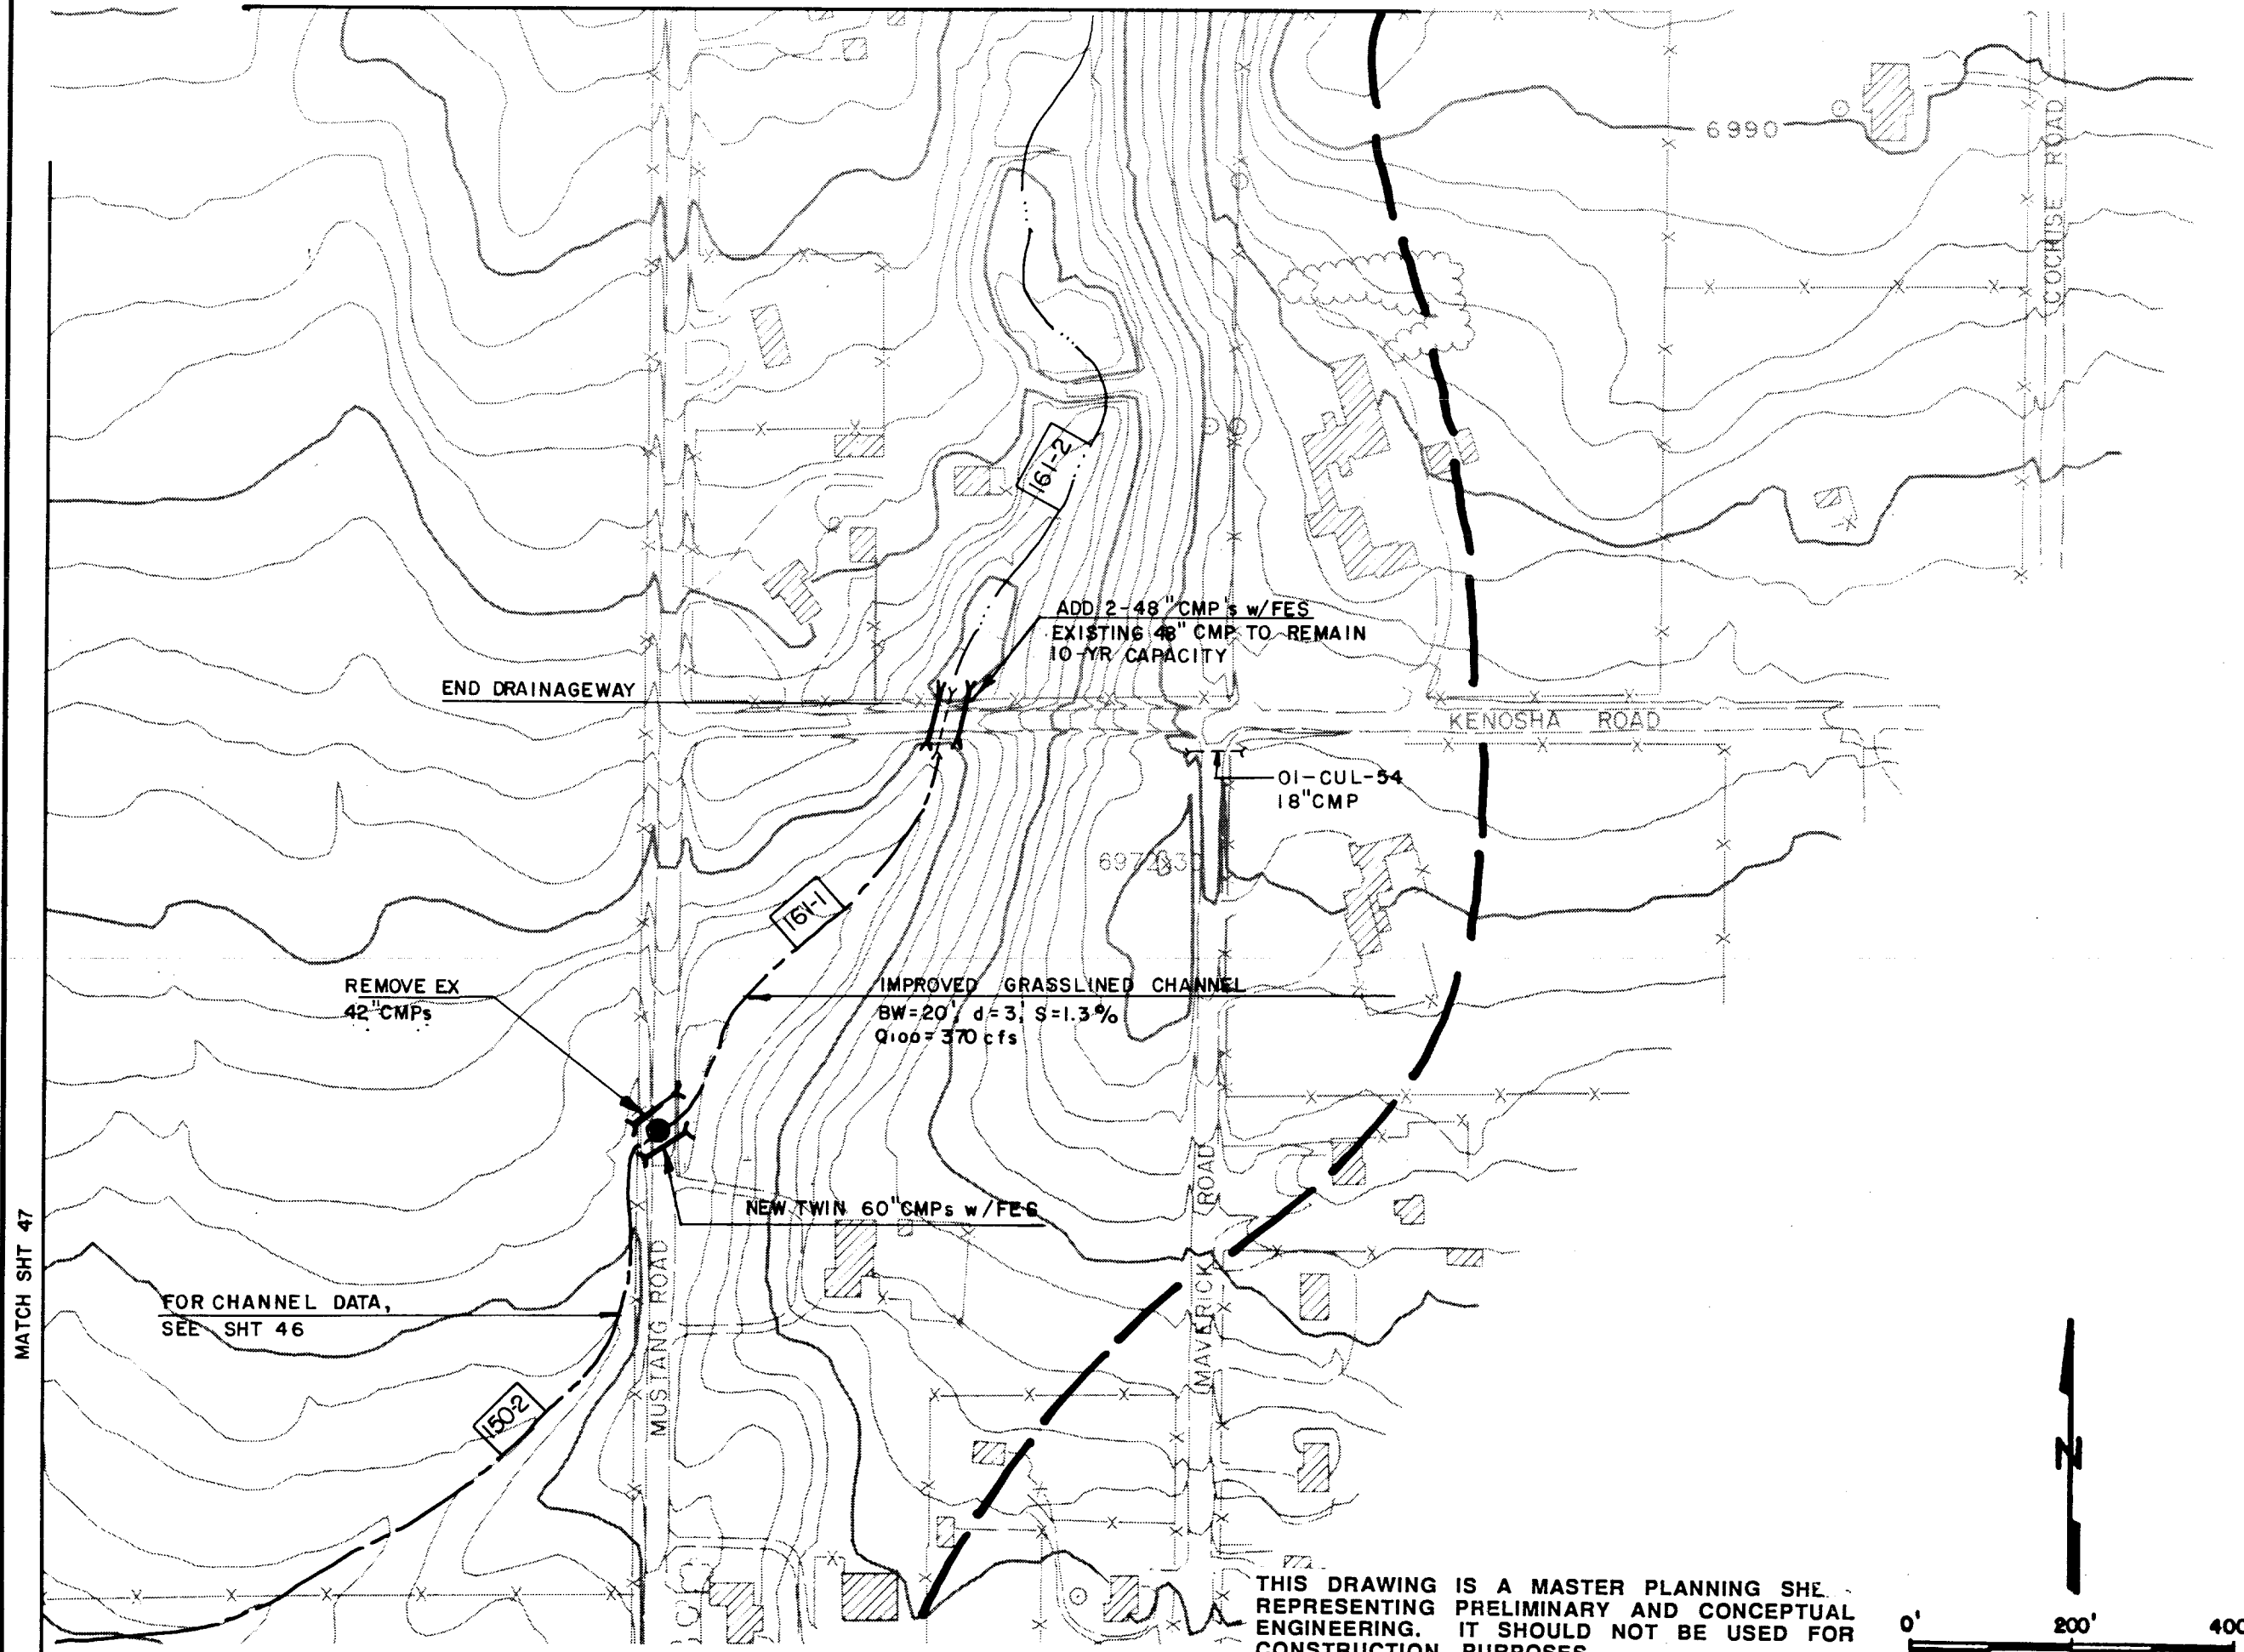 6990
COCHISE ROAD
161-2
ADD 2-48"CMP's w/FES
EXISTING 48" CMP TO REMAIN
10-YR CAPACITY
END DRAINAGEWAY
KENOSHA ROAD
01-CUL-54
18"CMP
161-1
REMOVE EX
42"CMPs
IMPROVED GRASSLINED CHANNEL
BW=20', d=3', S=1.3%
Q100=370 cfs
NEW TWIN 60"CMPs w/FES
MATCH SHT 47
FOR CHANNEL DATA,
SEE SHT 46
MUSTANG ROAD
MAVERICK ROAD
150-2
N
THIS DRAWING IS A MASTER PLANNING SHE
REPRESENTING PRELIMINARY AND CONCEPTUAL
ENGINEERING. IT SHOULD NOT BE USED FOR
CONSTRUCTION PURPOSES
0' 200' 400